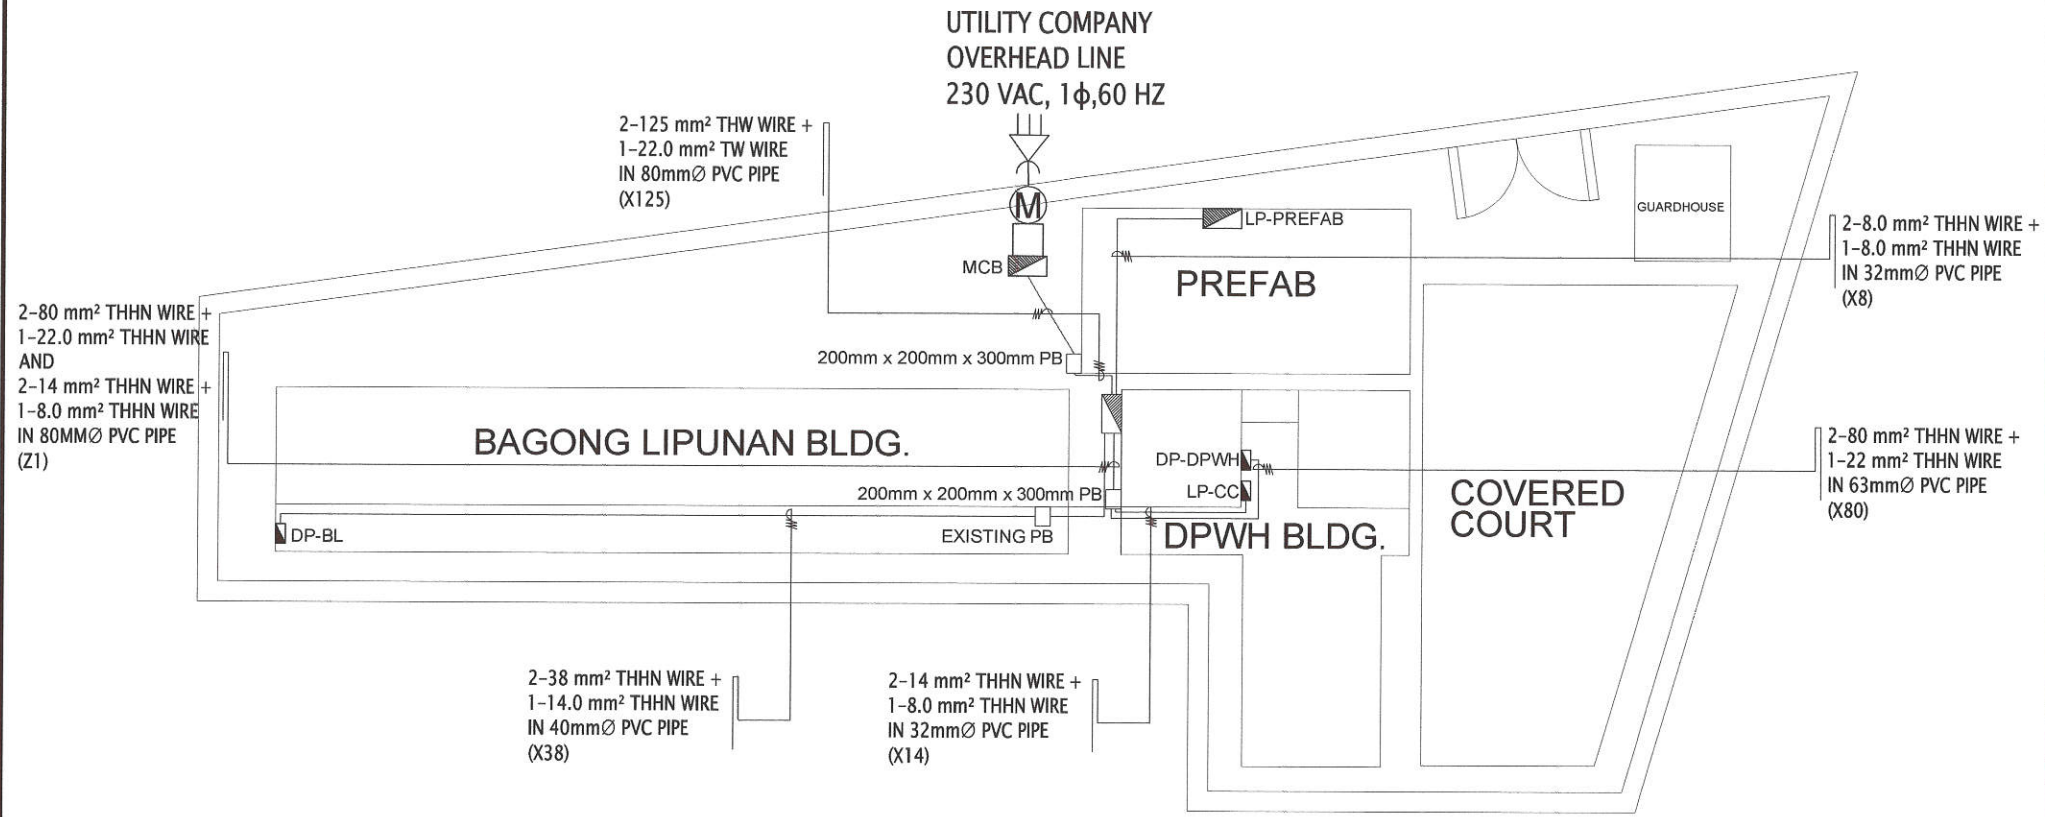 UTILITY COMPANY
OVERHEAD LINE
230 VAC, 1ϕ,60 HZ
2-125 mm² THW WIRE +
1-22.0 mm² TW WIRE
IN 80mm∅ PVC PIPE
(X125)
M
MCB
LP-PREFAB
PREFAB
GUARDHOUSE
2-8.0 mm² THHN WIRE +
1-8.0 mm² THHN WIRE
IN 32mm∅ PVC PIPE
(X8)
2-80 mm² THHN WIRE +
1-22.0 mm² THHN WIRE
AND
2-14 mm² THHN WIRE +
1-8.0 mm² THHN WIRE
IN 80MM∅ PVC PIPE
(Z1)
200mm x 200mm x 300mm PB
BAGONG LIPUNAN BLDG.
DP-DPWH
LP-CC
200mm x 200mm x 300mm PB
DP-BL
EXISTING PB
DPWH BLDG.
COVERED
COURT
2-80 mm² THHN WIRE +
1-22 mm² THHN WIRE
IN 63mm∅ PVC PIPE
(X80)
2-38 mm² THHN WIRE +
1-14.0 mm² THHN WIRE
IN 40mm∅ PVC PIPE
(X38)
2-14 mm² THHN WIRE +
1-8.0 mm² THHN WIRE
IN 32mm∅ PVC PIPE
(X14)